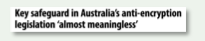 Key safeguard in Australia's anti-encryption
legislation 'almost meaningless'